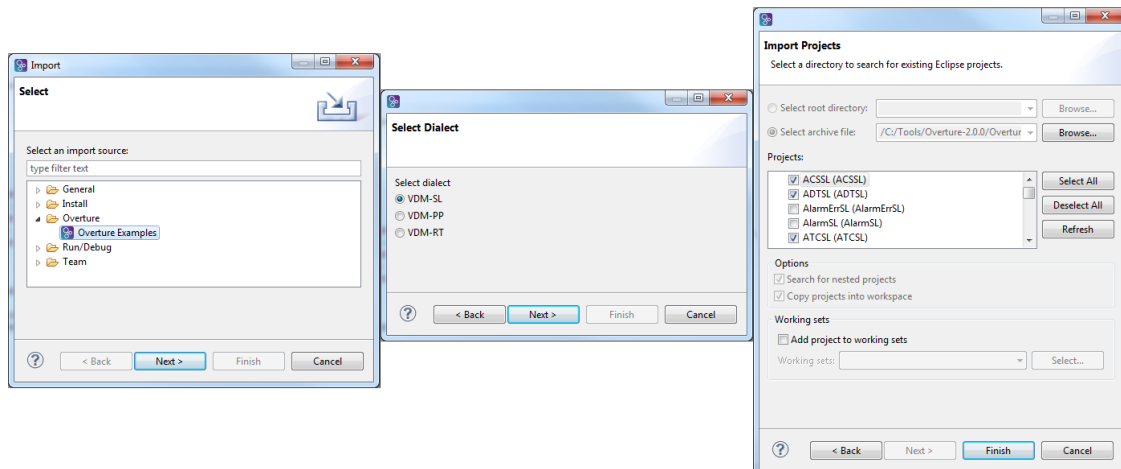 Import
Select
Select an import source:
type filter text
General
Install
Overture
Overture Examples
Run/Debug
Team
< Back Next > Finish Cancel
Select Dialect
Select dialect
VDM-SL
VDM-PP
VDM-RT
< Back Next > Finish Cancel
Import Projects
Select a directory to search for existing Eclipse projects.
Select root directory: Browse...
Select archive file: /C:/Tools/Overture-2.0.0/Overtur Browse...
Projects:
ACSSL (ACSSL) Select All
ADTSL (ADTSL)
AlarmErrSL (AlarmErrSL) Deselect All
AlarmSL (AlarmSL)
ATCSL (ATCSL) Refresh
Options
Search for nested projects
Copy projects into workspace
Working sets
Add project to working sets
Working sets: Select...
? < Back Next > Finish Cancel